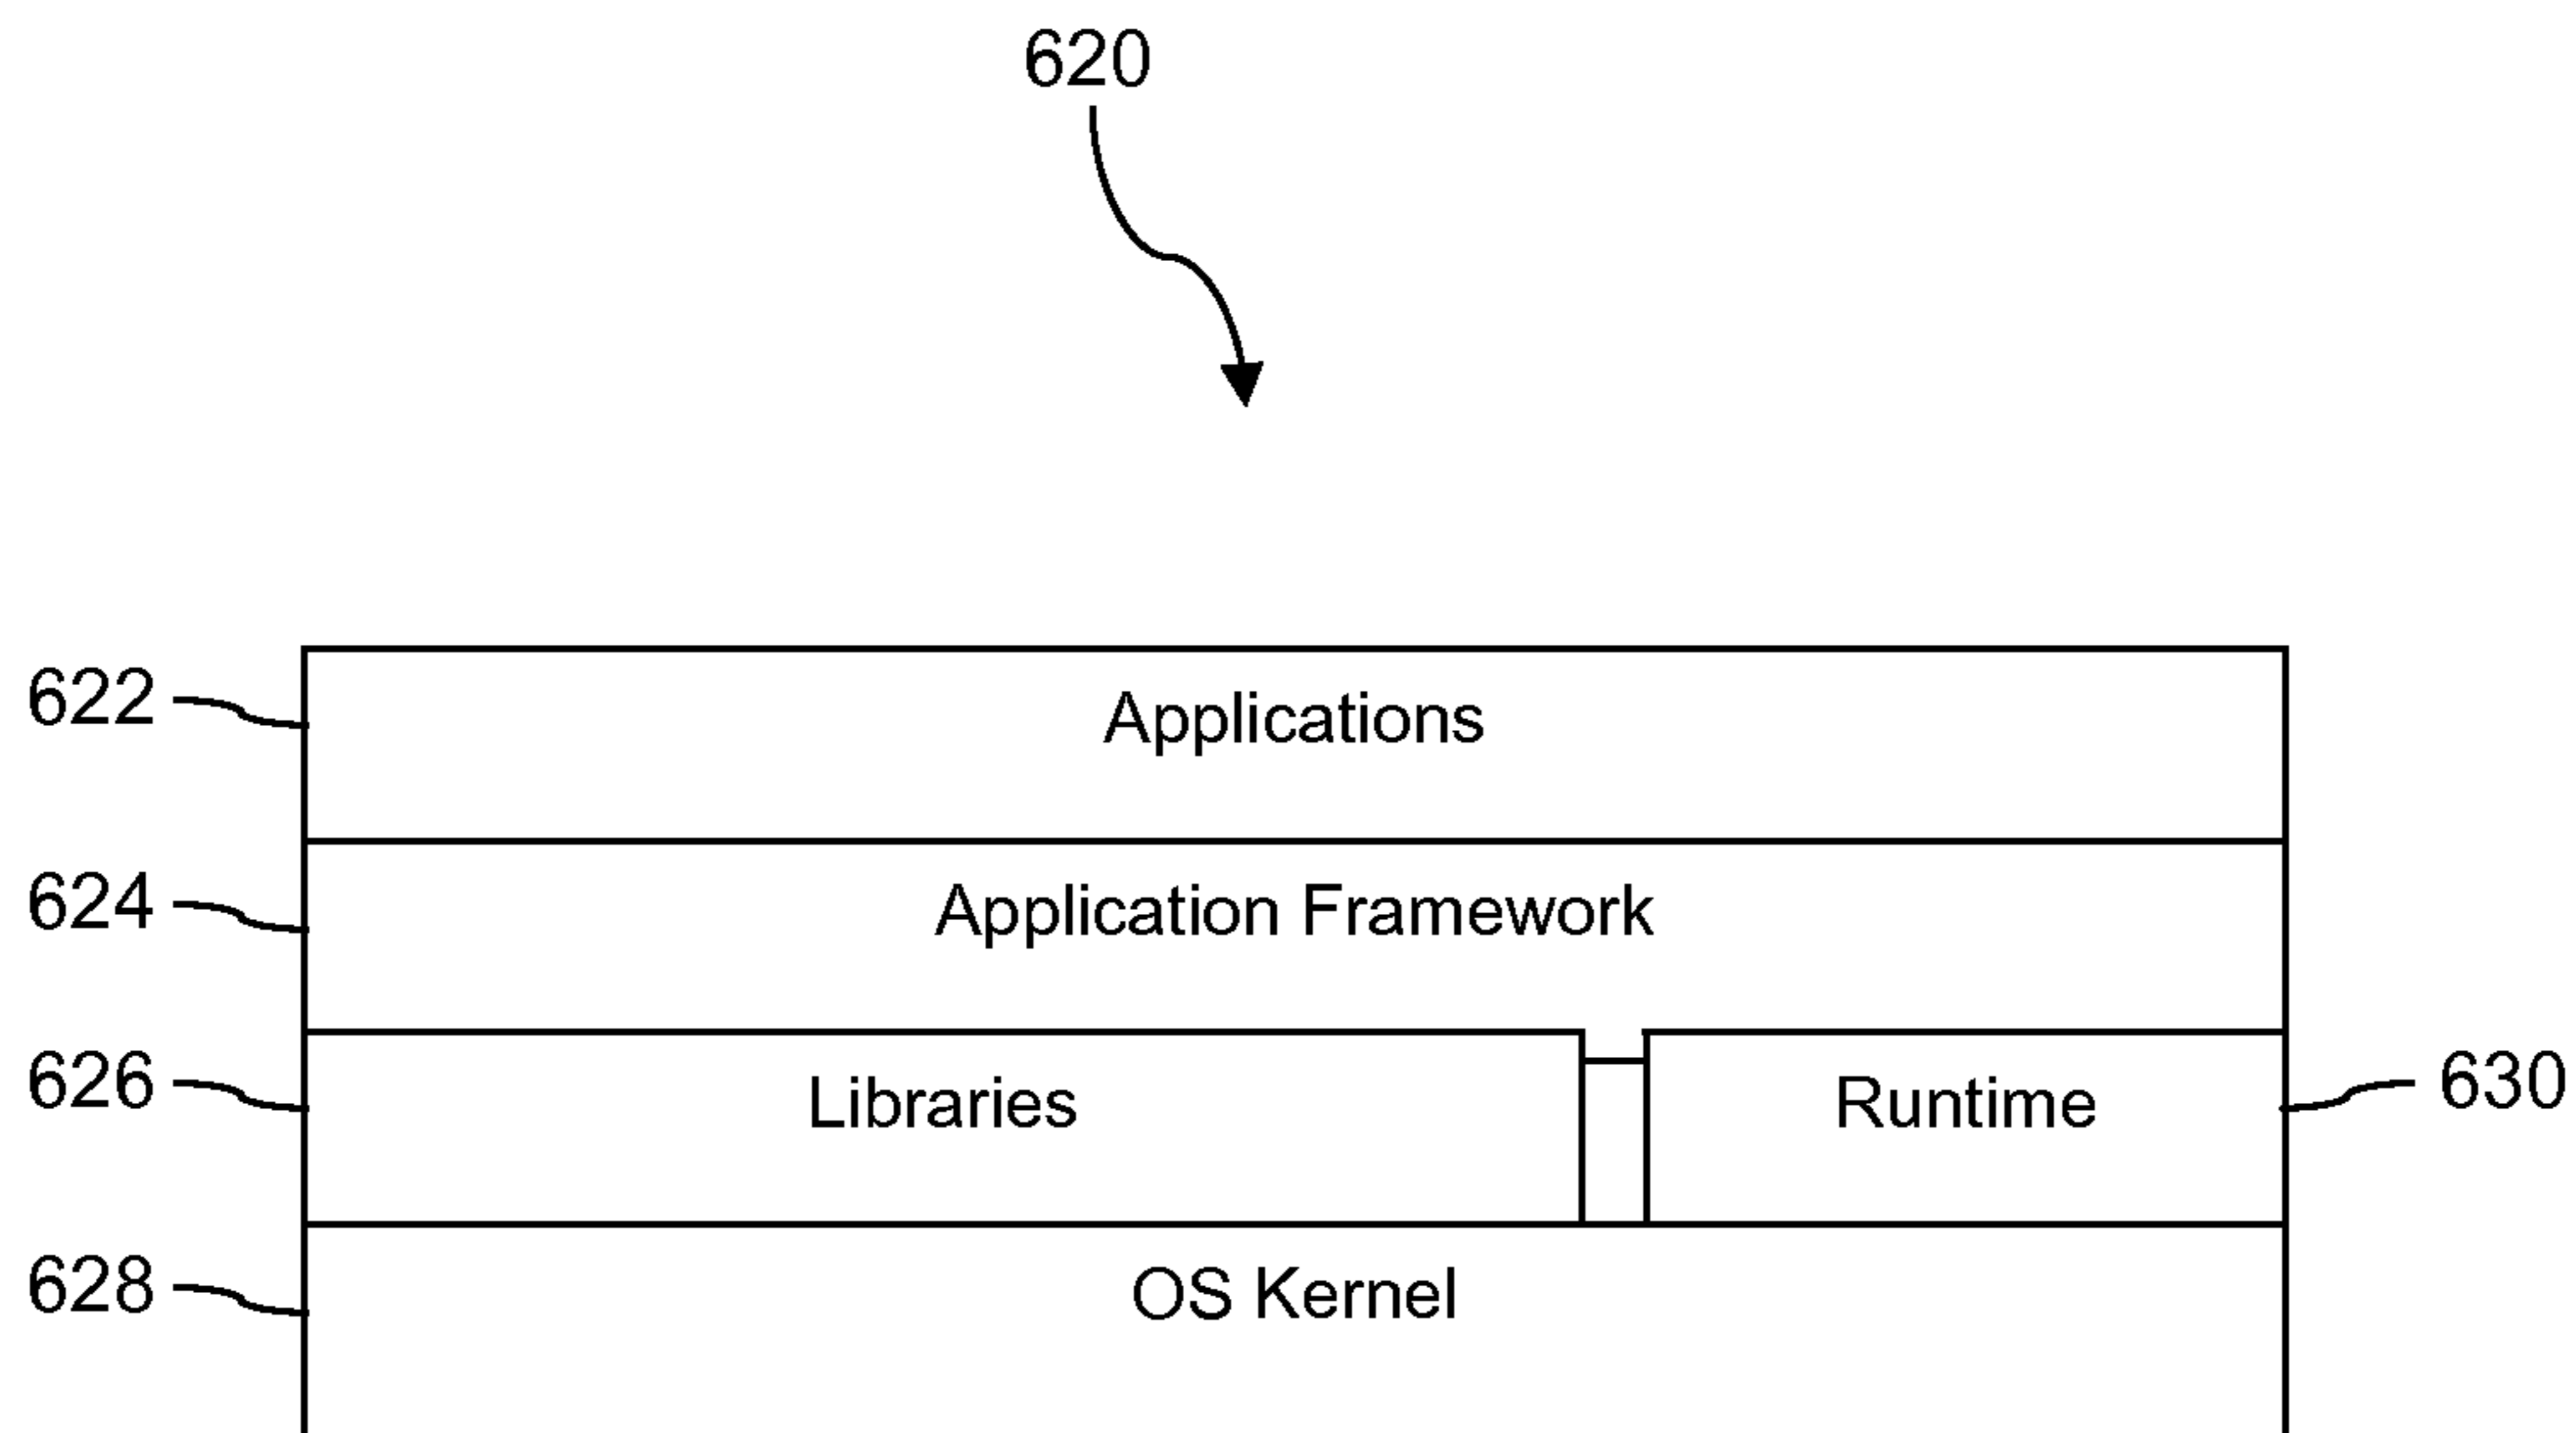 620
622
Applications
624
Application Framework
626
Libraries
Runtime
630
628
OS Kernel